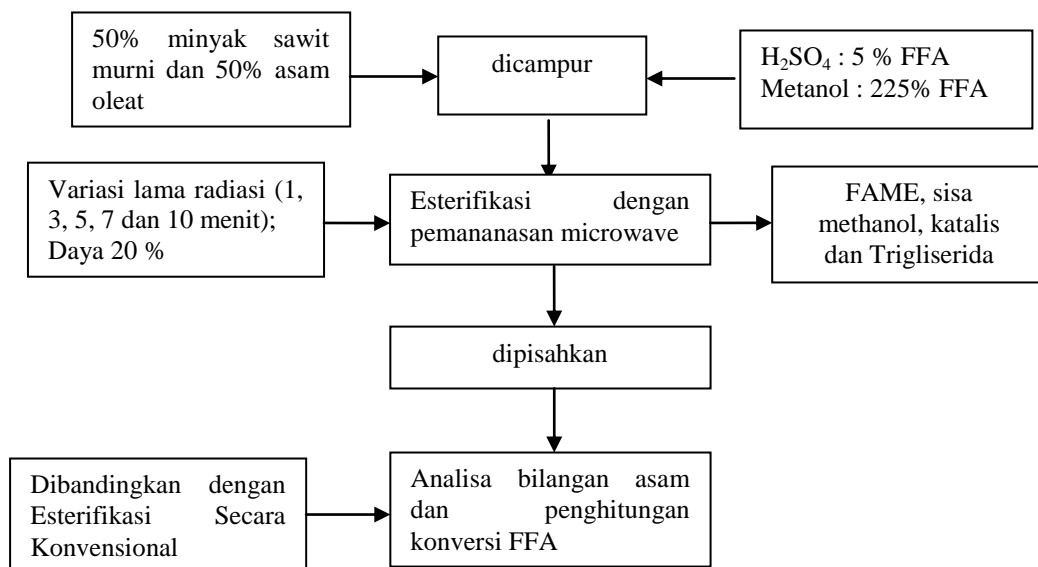 50% minyak sawit
murni dan 50% asam
oleat
dicampur
H₂SO₄ : 5 % FFA
Metanol : 225% FFA
Variasi lama radiasi (1,
3, 5, 7 dan 10 menit);
Daya 20 %
Esterifikasi dengan
pemananasan microwave
FAME, sisa
methanol, katalis
dan Trigliserida
dipisahkan
Dibandingkan dengan
Esterifikasi Secara
Konvensional
Analisa bilangan asam
dan penghitungan
konversi FFA